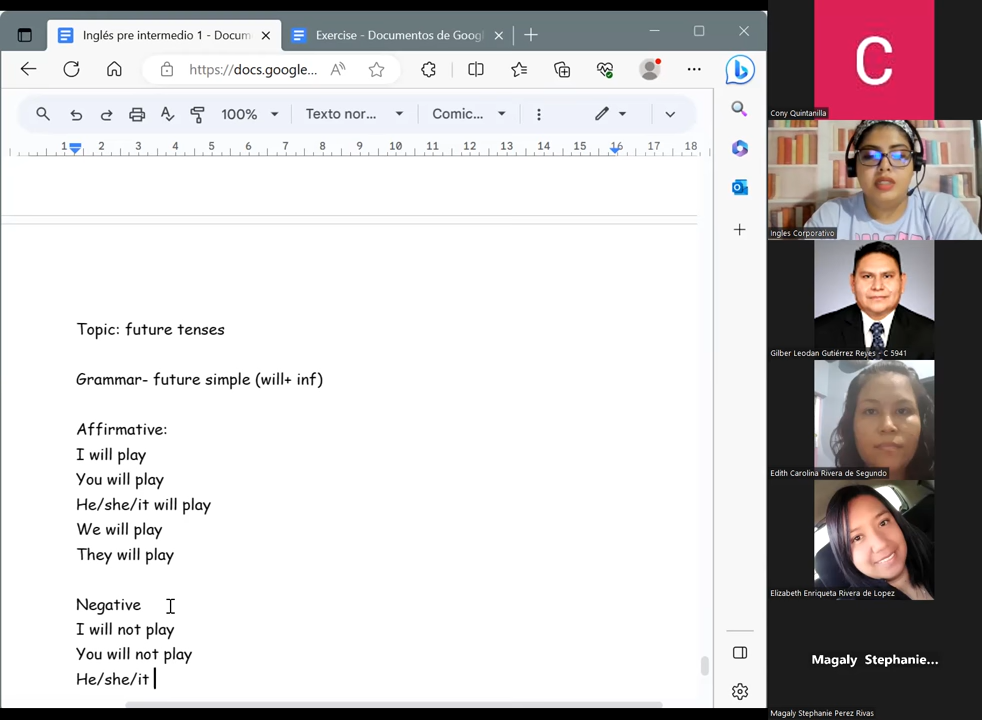 Inglés pre intermedio 1 - Docum
Exercise - Documentos de Goog
https://docs.google...
100%
Texto nor...
Comic...
1 2 3 4 5 6 7 8 9 10 11 12 13 14 15 16 17 18
Topic: future tenses
Grammar- future simple (will+ inf)
Affirmative:
I will play
You will play
He/she/it will play
We will play
They will play
Negative
I will not play
You will not play
He/she/it
C
Cony Quintanilla
Ingles Corporativo
Gilber Leodan Gutiérrez Reyes - C 5941
Edith Carolina Rivera de Segundo
Elizabeth Enriqueta Rivera de Lopez
Magaly Stephanie...
Magaly Stephanie Perez Rivas